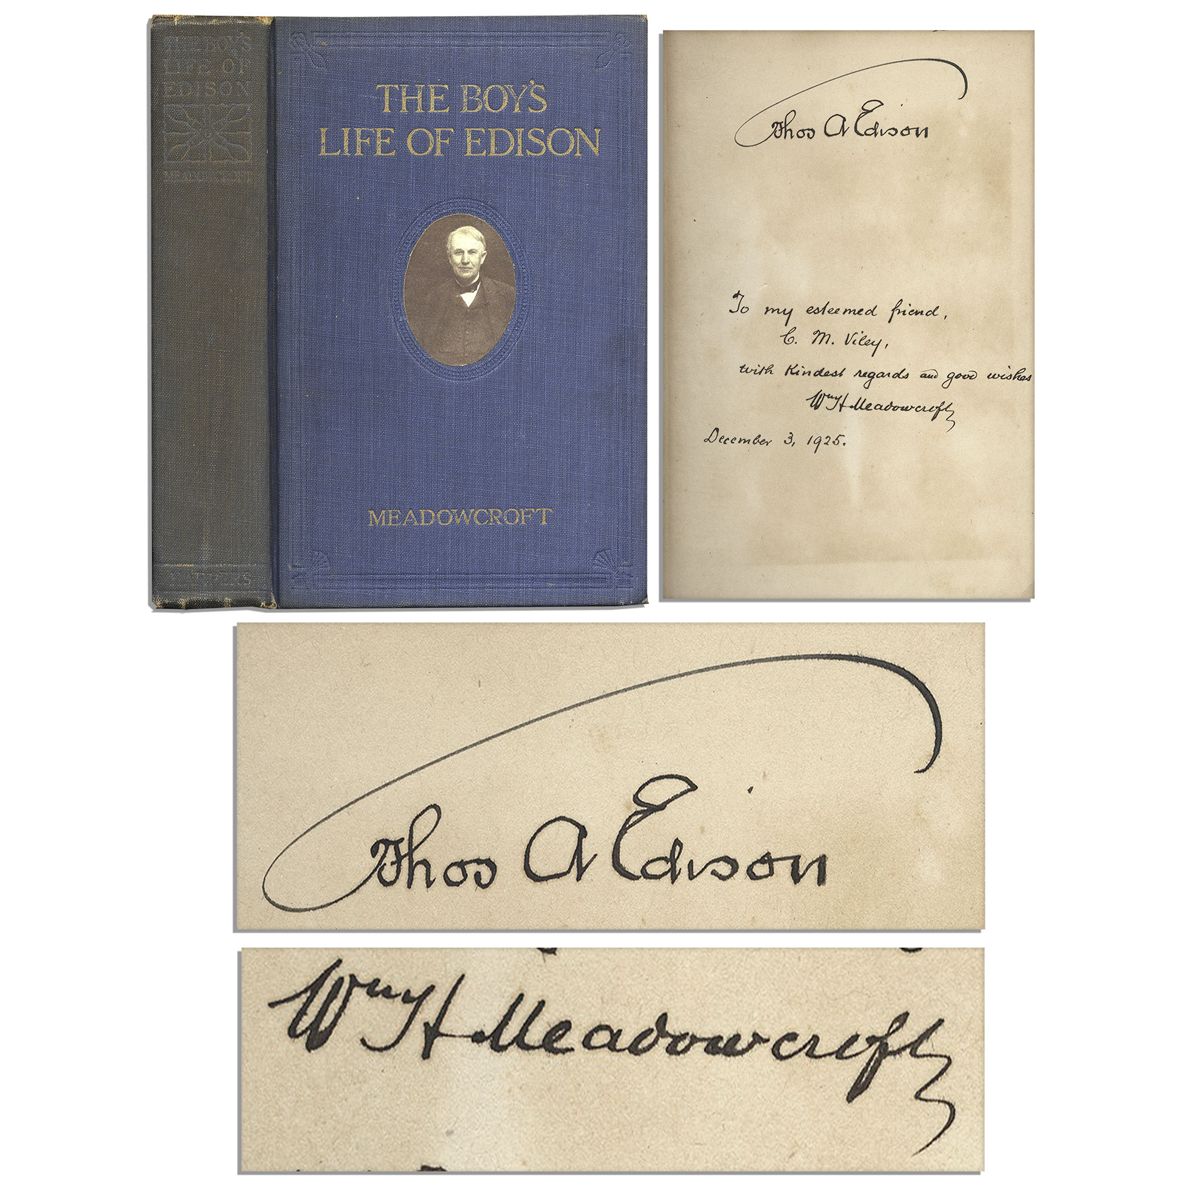 THE BOY'S
LIFE OF
EDISON
MEADOWCROFT
HARPERS
THE BOY'S
LIFE OF EDISON
MEADOWCROFT
Thos A Edison
To my esteemed friend,
C. M. Viley,
with kindest regards and good wishes
Wm H Meadowcroft
December 3, 1925.
Thos A Edison
Wm H Meadowcroft